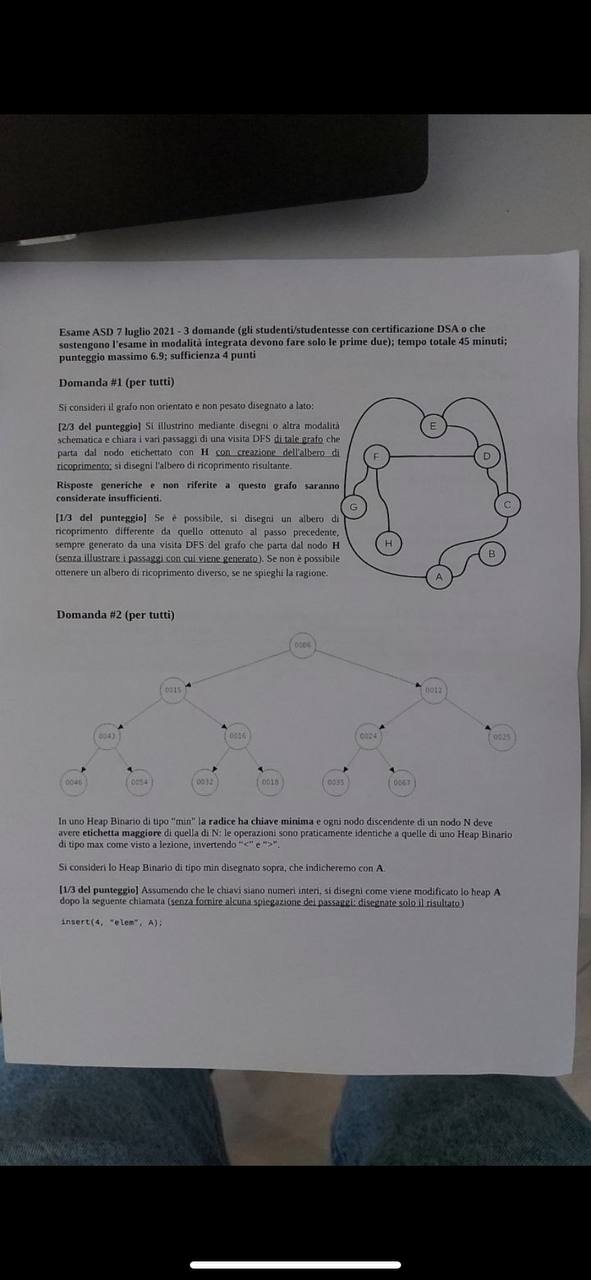 Esame ASD 7 luglio 2021 - 3 domande (gli studenti/studentesse con certificazione DSA o che
sostengono l'esame in modalità integrata devono fare solo le prime due); tempo totale 45 minuti;
punteggio massimo 6.9; sufficienza 4 punti
Domanda #1 (per tutti)
Si consideri il grafo non orientato e non pesato disegnato a lato:
[2/3 del punteggio] Si illustrino mediante disegni o altra modalità
schematica e chiara i vari passaggi di una visita DFS di tale grafo che
parta dal nodo etichettato con H con creazione dell'albero di
ricoprimento; si disegni l'albero di ricoprimento risultante.
Risposte generiche e non riferite a questo grafo saranno
considerate insufficienti.
[1/3 del punteggio] Se è possibile, si disegni un albero di
ricoprimento differente da quello ottenuto al passo precedente,
sempre generato da una visita DFS del grafo che parta dal nodo H
(senza illustrare i passaggi con cui viene generato). Se non è possibile
ottenere un albero di ricoprimento diverso, se ne spieghi la ragione.
E
F
D
G
C
H
B
A
Domanda #2 (per tutti)
0006
0015
0012
0043
0016
0024
0025
0046
0054
0032
0018
0035
0067
In uno Heap Binario di tipo "min" la radice ha chiave minima e ogni nodo discendente di un nodo N deve
avere etichetta maggiore di quella di N: le operazioni sono praticamente identiche a quelle di uno Heap Binario
di tipo max come visto a lezione, invertendo "<" e ">".
Si consideri lo Heap Binario di tipo min disegnato sopra, che indicheremo con A.
[1/3 del punteggio] Assumendo che le chiavi siano numeri interi, si disegni come viene modificato lo heap A
dopo la seguente chiamata (senza fornire alcuna spiegazione dei passaggi: disegnate solo il risultato)
insert(4, "elem", A);